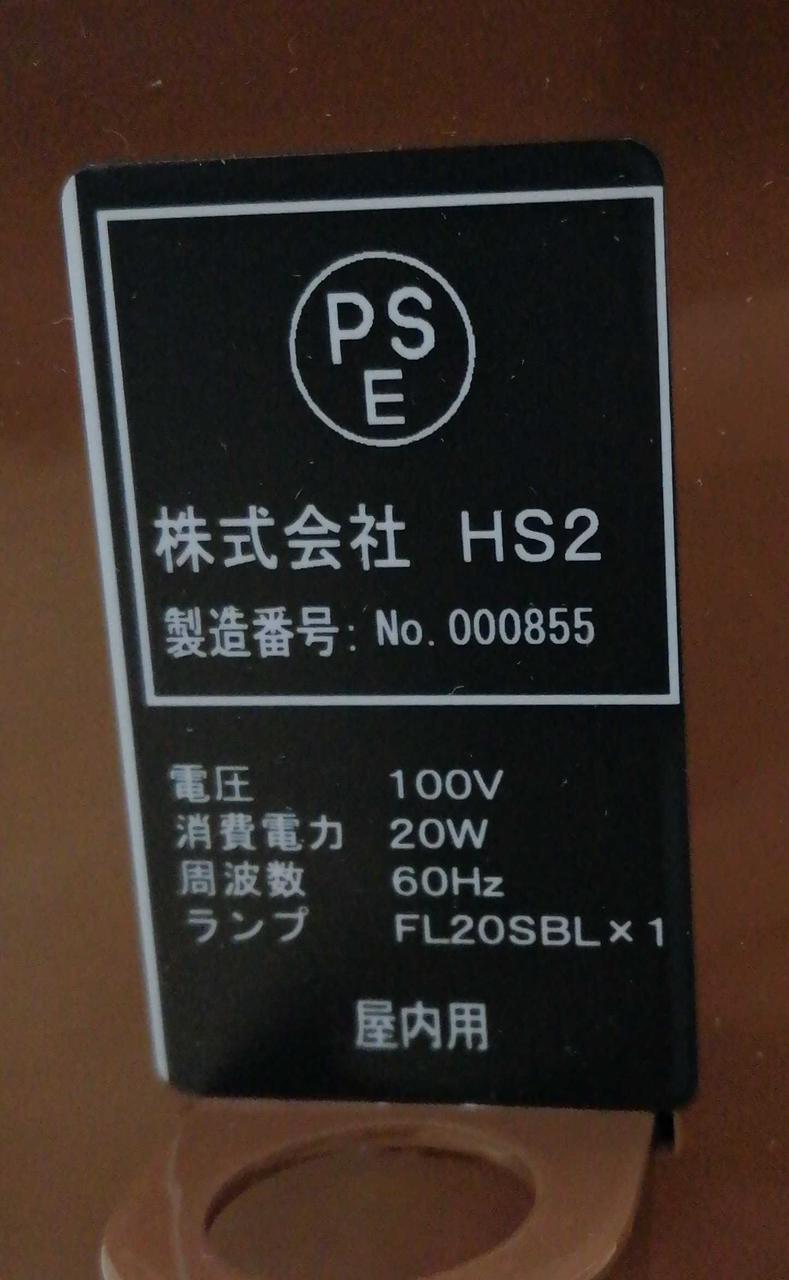 PS
E
株式会社 HS2
製造番号: No. 000855
電圧 100V
消費電力 20W
周波数 60Hz
ランプ FL20SBL×1
屋内用